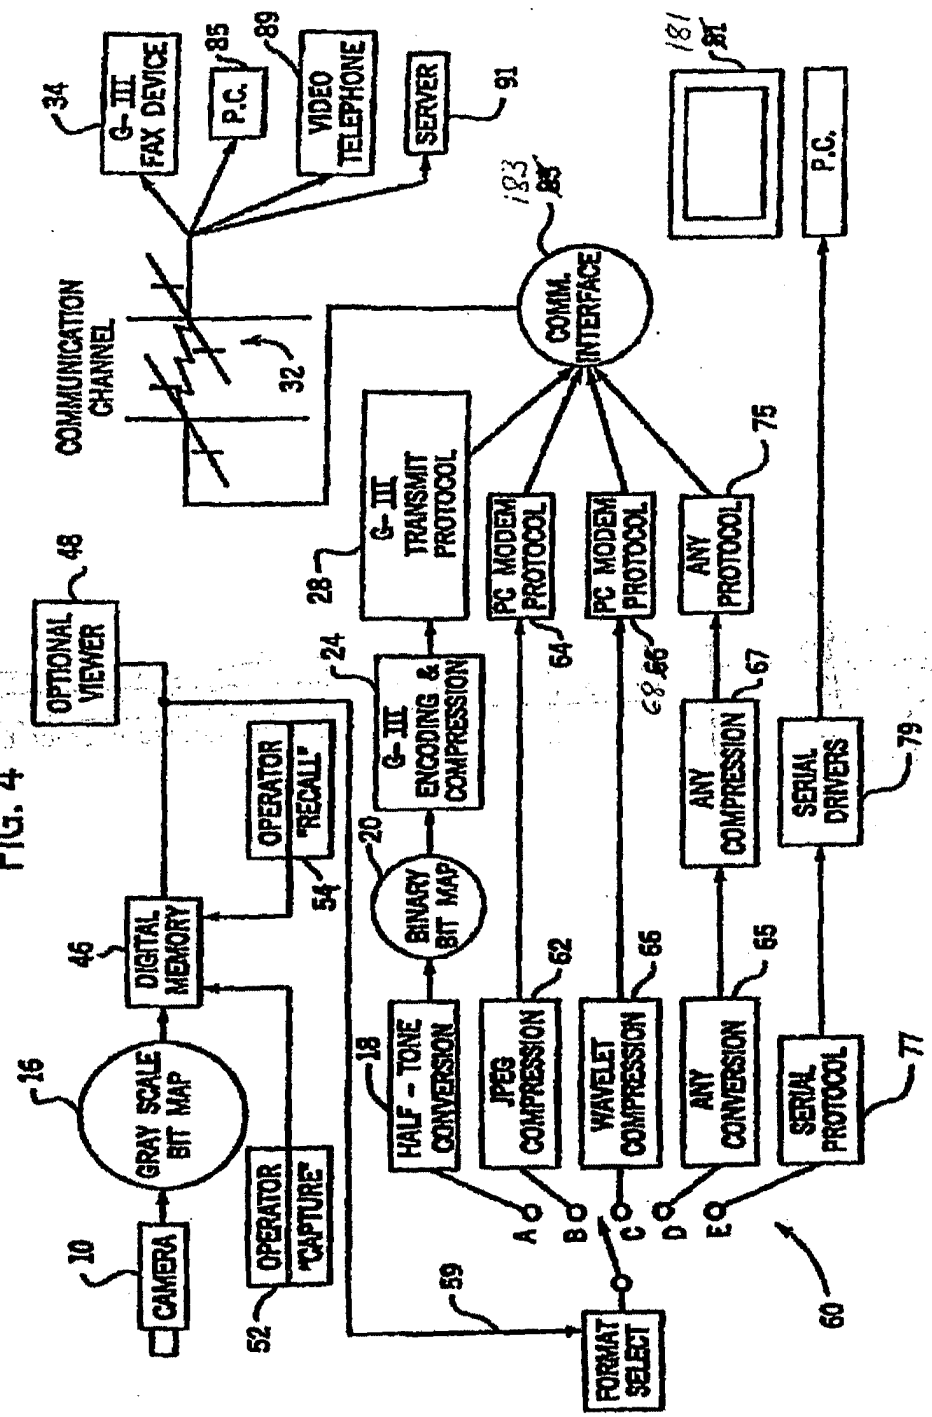 FIG. 4
10
CAMERA
16
GRAY SCALE
BIT MAP
46
DIGITAL
MEMORY
OPTIONAL
VIEWER
48
52
OPERATOR
"CAPTURE"
54
OPERATOR
"RECALL"
COMMUNICATION
CHANNEL
32
34
G-III
FAX DEVICE
85
P.C.
89
VIDEO
TELEPHONE
SERVER
91
59
FORMAT
SELECT
60
A
B
C
D
E
18
HALF-TONE
CONVERSION
20
BINARY
BIT MAP
24
G-III
ENCODING &
COMPRESSION
28
G-III
TRANSMIT
PROTOCOL
JPEG
COMPRESSION
62
PC MODEM
PROTOCOL
64
WAVELET
COMPRESSION
66
PC MODEM
PROTOCOL
68 66
ANY
CONVERSION
65
ANY
COMPRESSION
67
ANY
PROTOCOL
75
SERIAL
PROTOCOL
77
SERIAL
DRIVERS
79
COMM.
INTERFACE
183
181
81
P.C.